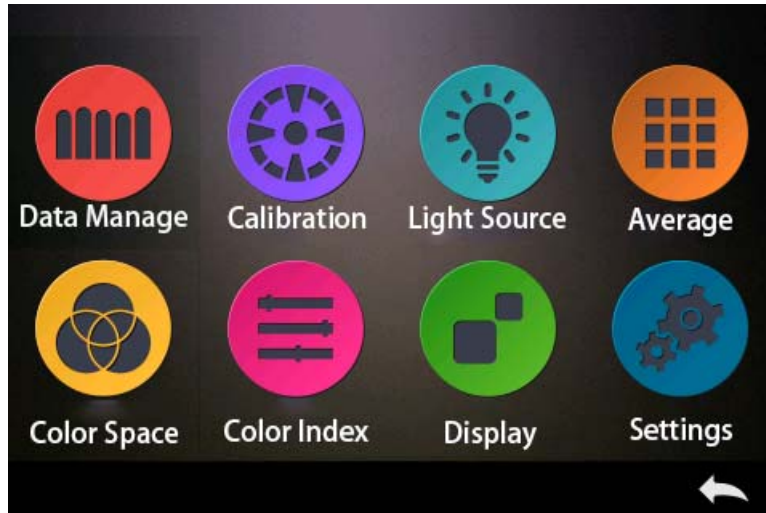 Data Manage
Calibration
Light Source
Average
Color Space
Color Index
Display
Settings